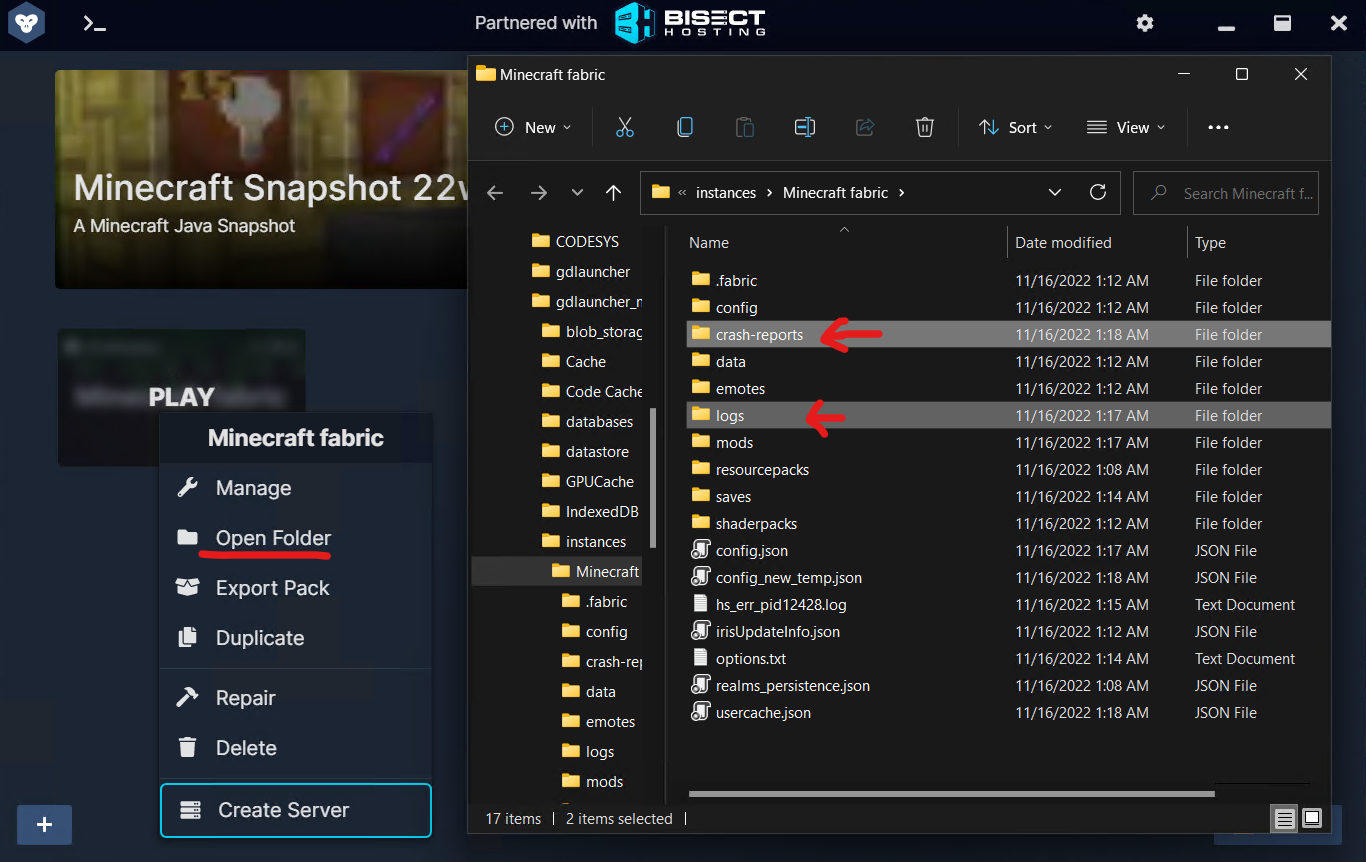 Partnered with BISECT HOSTING
Minecraft Snapshot 22w
A Minecraft Java Snapshot
PLAY
Minecraft fabric
Manage
Open Folder
Export Pack
Duplicate
Repair
Delete
Create Server
+
Minecraft fabric
New
Sort
View
« instances > Minecraft fabric >
Search Minecraft f...
CODESYS
gdlauncher
gdlauncher_n
blob_storag
Cache
Code Cache
databases
datastore
GPUCache
IndexedDB
instances
Minecraft
.fabric
config
crash-rep
data
emotes
logs
mods
Name Date modified Type
.fabric 11/16/2022 1:12 AM File folder
config 11/16/2022 1:12 AM File folder
crash-reports 11/16/2022 1:18 AM File folder
data 11/16/2022 1:12 AM File folder
emotes 11/16/2022 1:12 AM File folder
logs 11/16/2022 1:17 AM File folder
mods 11/16/2022 1:17 AM File folder
resourcepacks 11/16/2022 1:08 AM File folder
saves 11/16/2022 1:14 AM File folder
shaderpacks 11/16/2022 1:12 AM File folder
config.json 11/16/2022 1:17 AM JSON File
config_new_temp.json 11/16/2022 1:18 AM JSON File
hs_err_pid12428.log 11/16/2022 1:15 AM Text Document
irisUpdateInfo.json 11/16/2022 1:12 AM JSON File
options.txt 11/16/2022 1:14 AM Text Document
realms_persistence.json 11/16/2022 1:08 AM JSON File
usercache.json 11/16/2022 1:18 AM JSON File
17 items 2 items selected